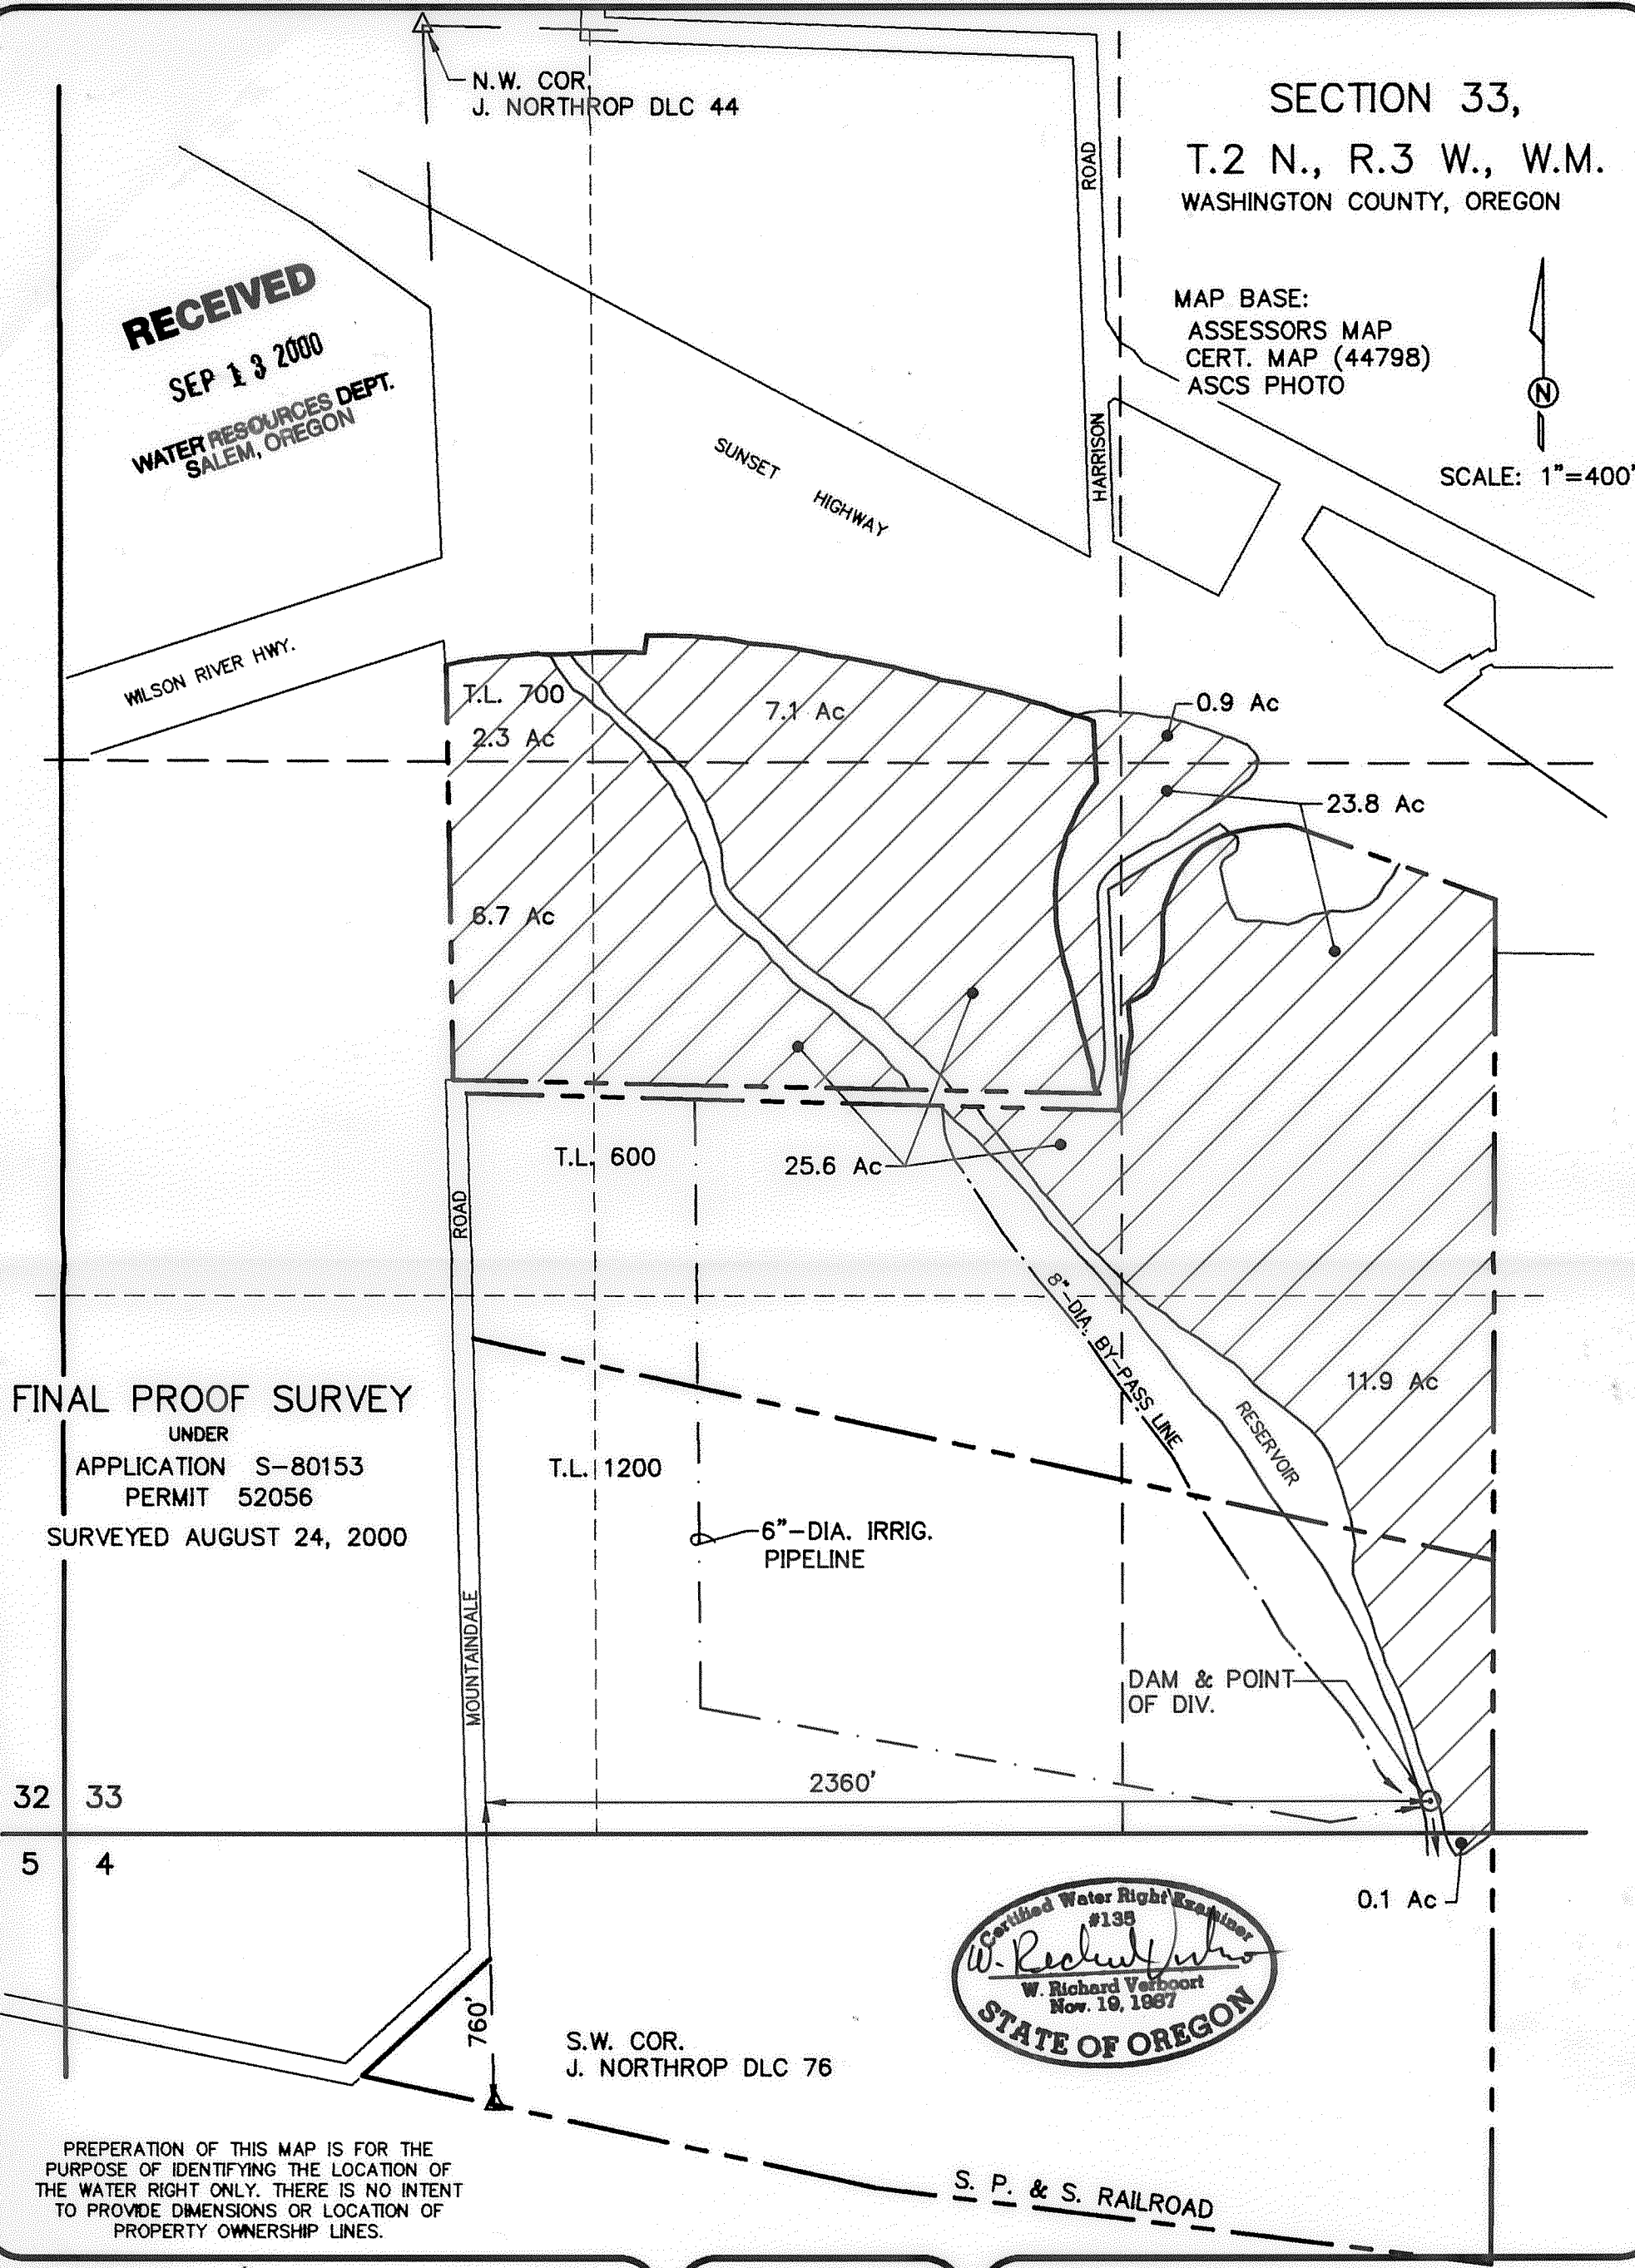 N.W. COR.
J. NORTHROP DLC 44
SECTION 33,
T.2 N., R.3 W., W.M.
WASHINGTON COUNTY, OREGON
MAP BASE:
ASSESSORS MAP
CERT. MAP (44798)
ASCS PHOTO
N
SCALE: 1"=400'
RECEIVED
SEP 13 2000
WATER RESOURCES DEPT.
SALEM, OREGON
ROAD
HARRISON
SUNSET HIGHWAY
WILSON RIVER HWY.
T.L. 700
2.3 Ac
7.1 Ac
0.9 Ac
23.8 Ac
6.7 Ac
T.L. 600
25.6 Ac
ROAD
MOUNTAINDALE
8"-DIA. BY-PASS LINE
RESERVOIR
11.9 Ac
FINAL PROOF SURVEY
UNDER
APPLICATION S-80153
PERMIT 52056
SURVEYED AUGUST 24, 2000
T.L. 1200
6"-DIA. IRRIG.
PIPELINE
DAM & POINT
OF DIV.
2360'
32 33
5 4
0.1 Ac
Certified Water Right Examiner
#135
W. Richard Verboort
Nov. 19, 1987
STATE OF OREGON
760'
S.W. COR.
J. NORTHROP DLC 76
S. P. & S. RAILROAD
PREPERATION OF THIS MAP IS FOR THE
PURPOSE OF IDENTIFYING THE LOCATION OF
THE WATER RIGHT ONLY. THERE IS NO INTENT
TO PROVIDE DIMENSIONS OR LOCATION OF
PROPERTY OWNERSHIP LINES.